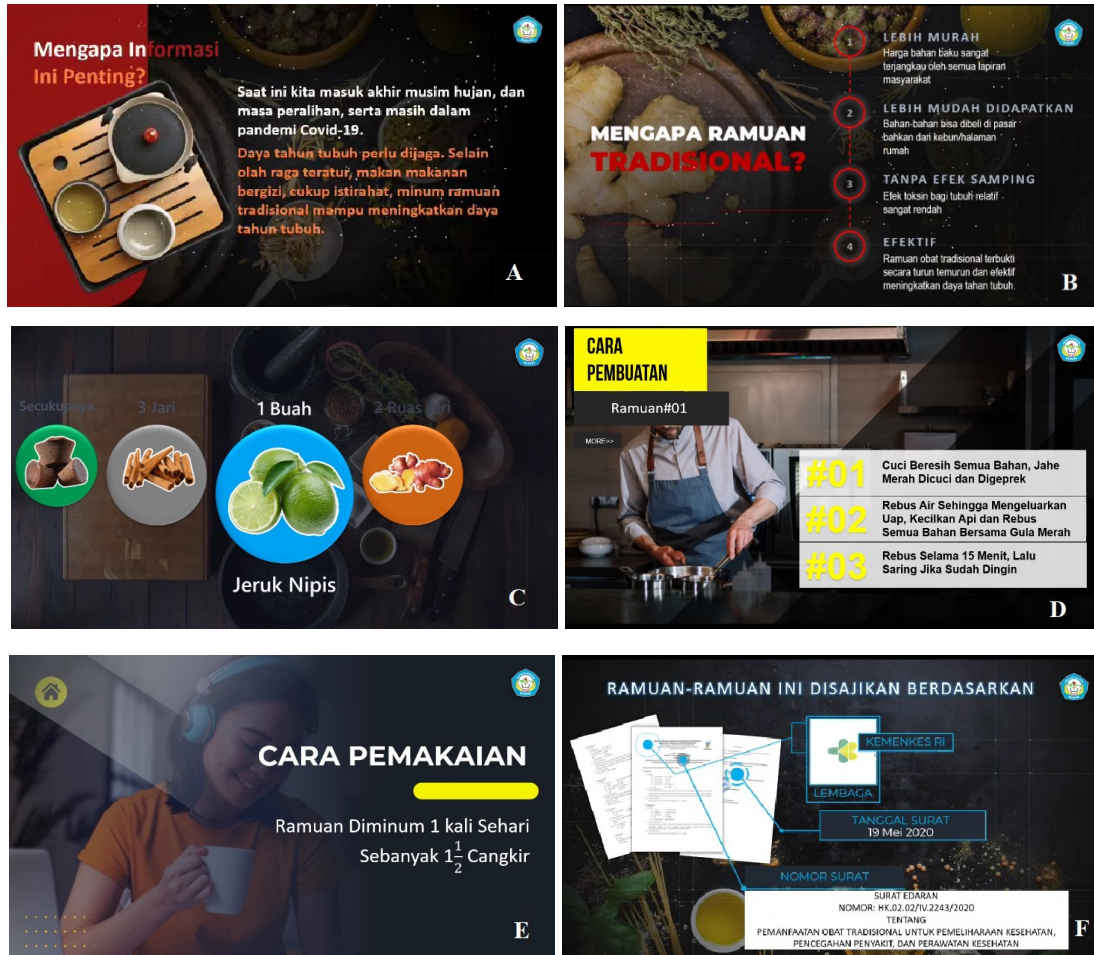 Mengapa Informasi
Ini Penting?
Saat ini kita masuk akhir musim hujan, dan
masa peralihan, serta masih dalam
pandemi Covid-19.
Daya tahun tubuh perlu dijaga. Selain
olah raga teratur, makan makanan
bergizi, cukup istirahat, minum ramuan
tradisional mampu meningkatkan daya
tahun tubuh.
A
MENGAPA RAMUAN
TRADISIONAL?
1
LEBIH MURAH
Harga bahan baku sangat
terjangkau oleh semua lapiran
masyarakat
2
LEBIH MUDAH DIDAPATKAN
Bahan-bahan bisa dibeli di pasar
bahkan dari kebun/halaman
rumah
3
TANPA EFEK SAMPING
Efek toksin bagi tubuh relatif
sangat rendah
4
EFEKTIF
Ramuan obat tradisional terbukti
secara turun temurun dan efektif
meningkatkan daya tahan tubuh.
B
Secukupnya
3 Jari
1 Buah
2 Ruas Jari
Jeruk Nipis
C
CARA
PEMBUATAN
Ramuan#01
MORE>>
#01
Cuci Beresih Semua Bahan, Jahe
Merah Dicuci dan Digeprek
#02
Rebus Air Sehingga Mengeluarkan
Uap, Kecilkan Api dan Rebus
Semua Bahan Bersama Gula Merah
#03
Rebus Selama 15 Menit, Lalu
Saring Jika Sudah Dingin
D
CARA PEMAKAIAN
Ramuan Diminum 1 kali Sehari
Sebanyak 1 1/2 Cangkir
E
RAMUAN-RAMUAN INI DISAJIKAN BERDASARKAN
KEMENKES RI
LEMBAGA
TANGGAL SURAT
19 Mei 2020
NOMOR SURAT
SURAT EDARAN
NOMOR: HK.02.02/IV.2243/2020
TENTANG
PEMANFAATAN OBAT TRADISIONAL UNTUK PEMELIHARAAN KESEHATAN,
PENCEGAHAN PENYAKIT, DAN PERAWATAN KESEHATAN
F